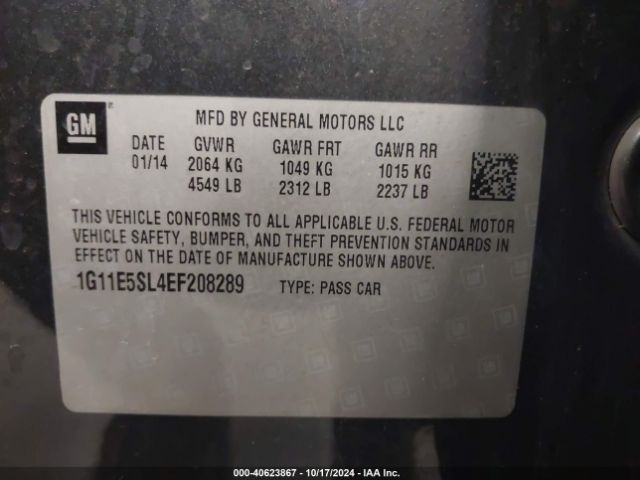 GM
MFD BY GENERAL MOTORS LLC
DATE GVWR GAWR FRT GAWR RR
01/14 2064 KG 1049 KG 1015 KG
4549 LB 2312 LB 2237 LB
THIS VEHICLE CONFORMS TO ALL APPLICABLE U.S. FEDERAL MOTOR
VEHICLE SAFETY, BUMPER, AND THEFT PREVENTION STANDARDS IN
EFFECT ON THE DATE OF MANUFACTURE SHOWN ABOVE.
1G11E5SL4EF208289 TYPE: PASS CAR
000-40623867 - 10/17/2024 - IAA Inc.